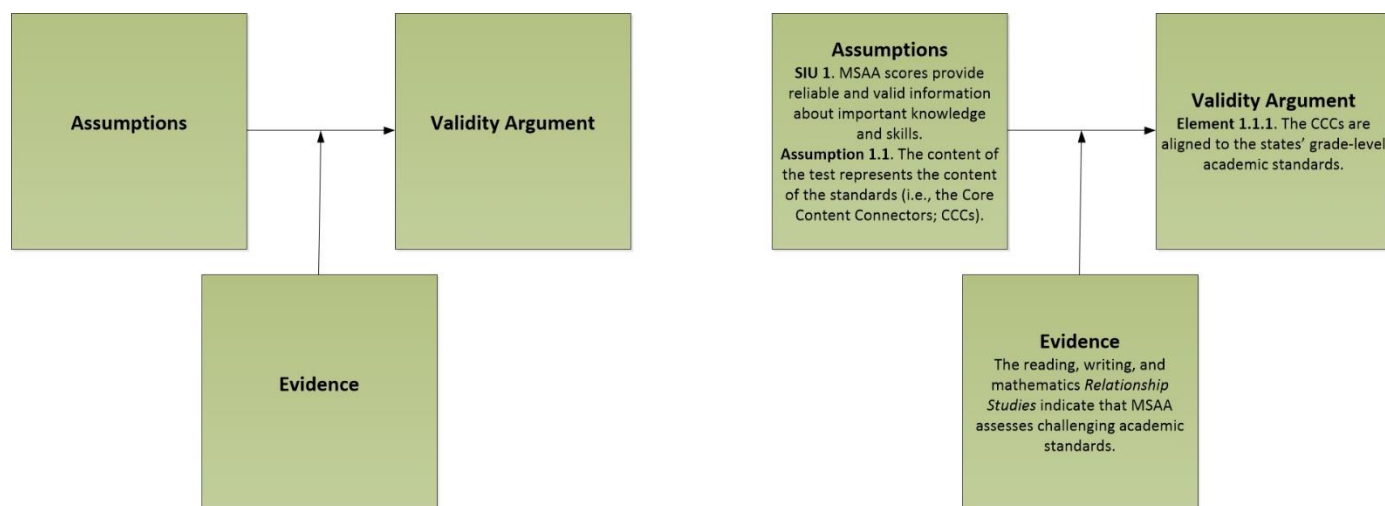 Assumptions
Validity Argument
Evidence
Assumptions
SIU 1. MSAA scores provide
reliable and valid information
about important knowledge
and skills.
Assumption 1.1. The content of
the test represents the content
of the standards (i.e., the Core
Content Connectors; CCCs).
Validity Argument
Element 1.1.1. The CCCs are
aligned to the states’ grade-level
academic standards.
Evidence
The reading, writing, and
mathematics Relationship
Studies indicate that MSAA
assesses challenging academic
standards.